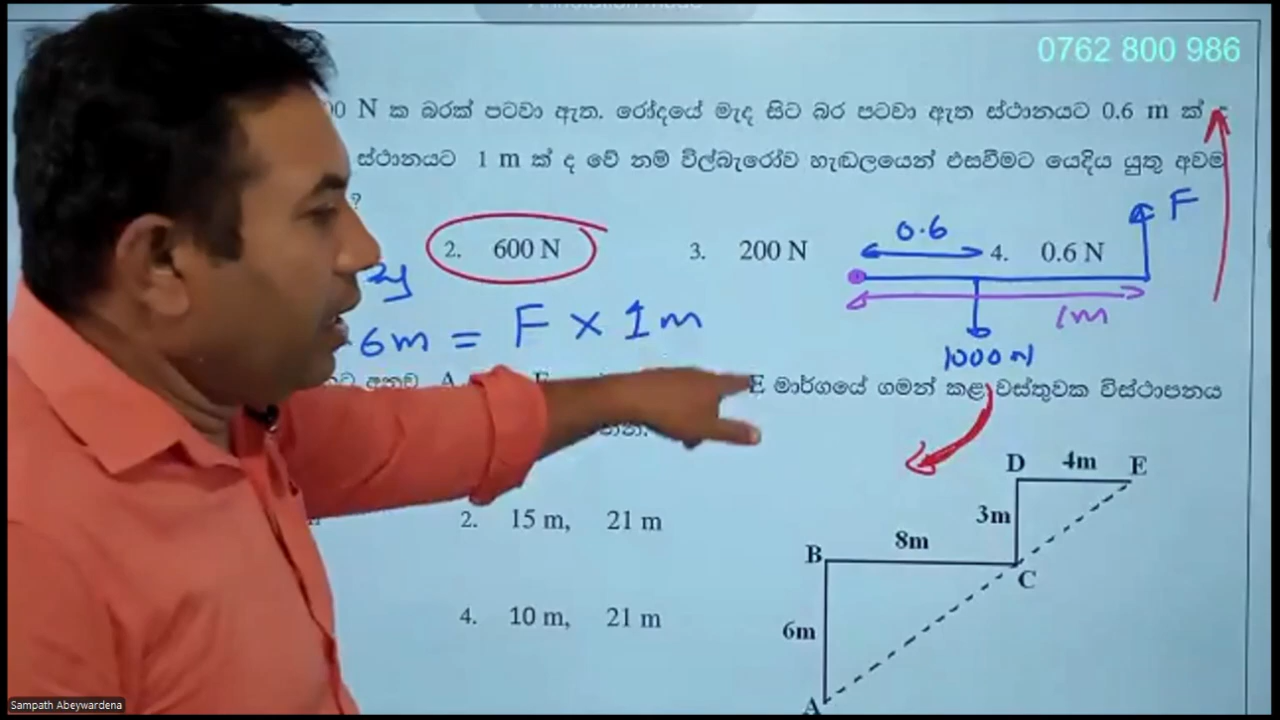 0762 800 986
N ක බරක් පටවා ඇත. රෝදයේ මැද සිට බර පටවා ඇත ස්ථානයට 0.6 m ක් ද
ස්ථානයට 1 m ක් ද වේ නම් විල්බැරෝව හැඬලයෙන් එසවීමට යෙදිය යුතු අවම
?
2. 600 N 3. 200 N 4. 0.6 N
0.6
F
6m = F × 1m
1m
1000 N
E මාර්ගයේ ගමන් කළ වස්තුවක විස්ථාපනය
D 4m E
3m
2. 15 m, 21 m
B 8m
C
4. 10 m, 21 m
6m
A
Sampath Abeywardena